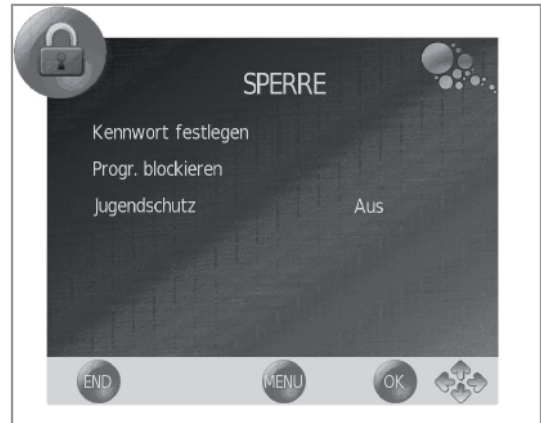 SPERRE
Kennwort festlegen
Progr. blockieren
Jugendschutz Aus
END MENU OK